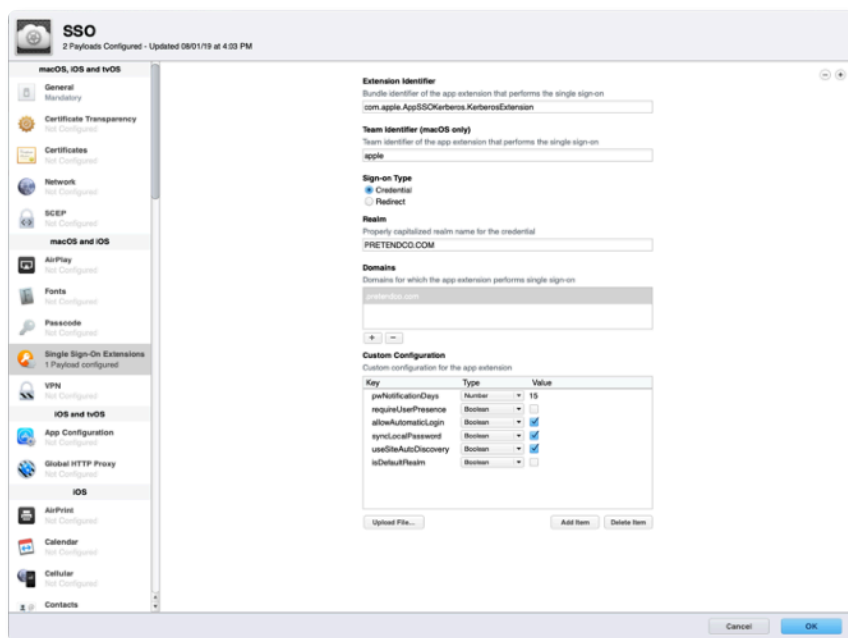 SSO
2 Payloads Configured - Updated 08/01/19 at 4:03 PM
macOS, iOS and tvOS
General
Mandatory
Certificate Transparency
Not Configured
Certificates
Not Configured
Network
Not Configured
SCEP
Not Configured
macOS and iOS
AirPlay
Not Configured
Fonts
Not Configured
Passcode
Not Configured
Single Sign-On Extensions
1 Payload configured
VPN
Not Configured
iOS and tvOS
App Configuration
Not Configured
Global HTTP Proxy
Not Configured
iOS
AirPrint
Not Configured
Calendar
Not Configured
Cellular
Not Configured
Contacts
Extension Identifier
Bundle identifier of the app extension that performs the single sign-on
com.apple.AppSSOKerberos.KerberosExtension
Team Identifier (macOS only)
Team identifier of the app extension that performs the single sign-on
apple
Sign-on Type
Credential
Redirect
Realm
Properly capitalized realm name for the credential
PRETENDCO.COM
Domains
Domains for which the app extension performs single sign-on
pretendco.com
+ −
Custom Configuration
Custom configuration for the app extension
Key Type Value
pwNotificationDays Number 15
requireUserPresence Boolean
allowAutomaticLogin Boolean
syncLocalPassword Boolean
useSiteAutoDiscovery Boolean
isDefaultRealm Boolean
Upload File... Add Item Delete Item
Cancel OK